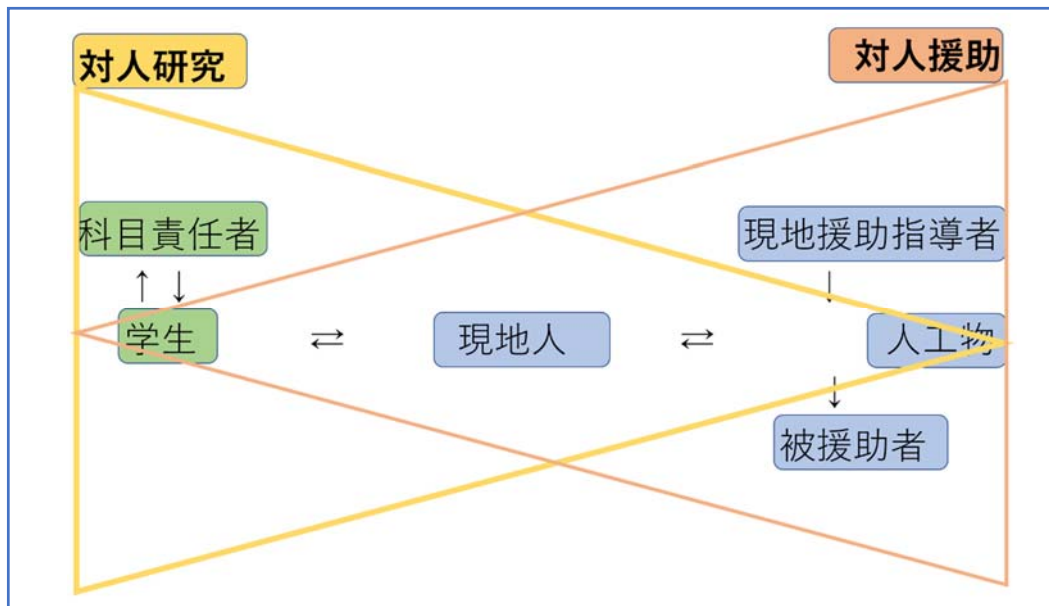 対人研究 対人援助
科目責任者 現地援助指導者
↑ ↓ ↓
学生 ⇄ 現地人 ⇄ 人工物
↓
被援助者